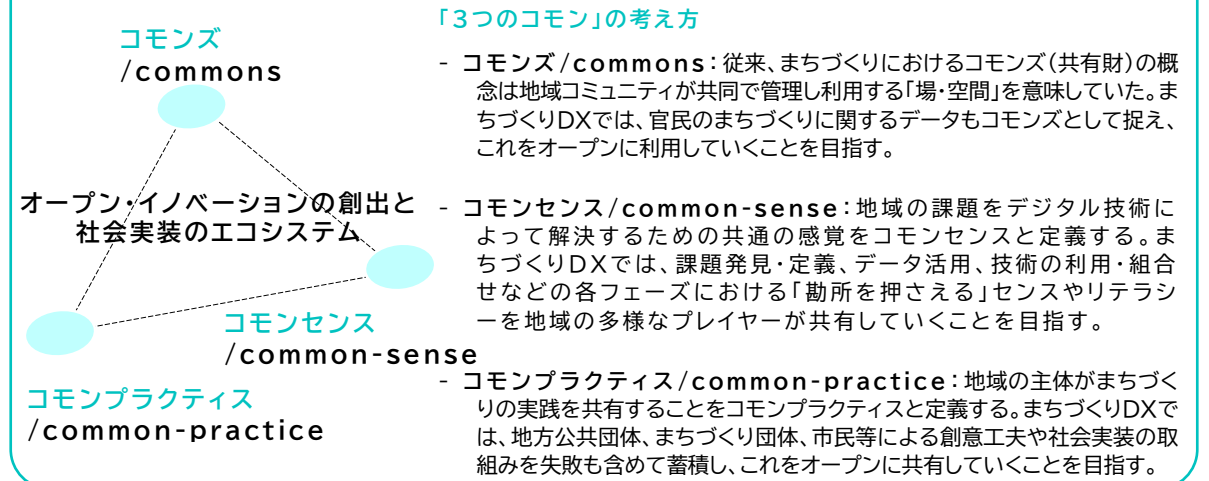 コモンズ
/commons
オープン・イノベーションの創出と
社会実装のエコシステム
コモンセンス
/common-sense
コモンプラクティス
/common-practice
「3つのコモン」の考え方
- コモンズ/commons：従来、まちづくりにおけるコモンズ（共有財）の概
念は地域コミュニティが共同で管理し利用する「場・空間」を意味していた。ま
ちづくりDXでは、官民のまちづくりに関するデータもコモンズとして捉え、
これをオープンに利用していくことを目指す。
- コモンセンス/common-sense：地域の課題をデジタル技術に
よって解決するための共通の感覚をコモンセンスと定義する。ま
ちづくりDXでは、課題発見・定義、データ活用、技術の利用・組合
せなどの各フェーズにおける「勘所を押さえる」センスやリテラシ
ーを地域の多様なプレイヤーが共有していくことを目指す。
- コモンプラクティス/common-practice：地域の主体がまちづく
りの実践を共有することをコモンプラクティスと定義する。まちづくりDXで
は、地方公共団体、まちづくり団体、市民等による創意工夫や社会実装の取
組みを失敗も含めて蓄積し、これをオープンに共有していくことを目指す。